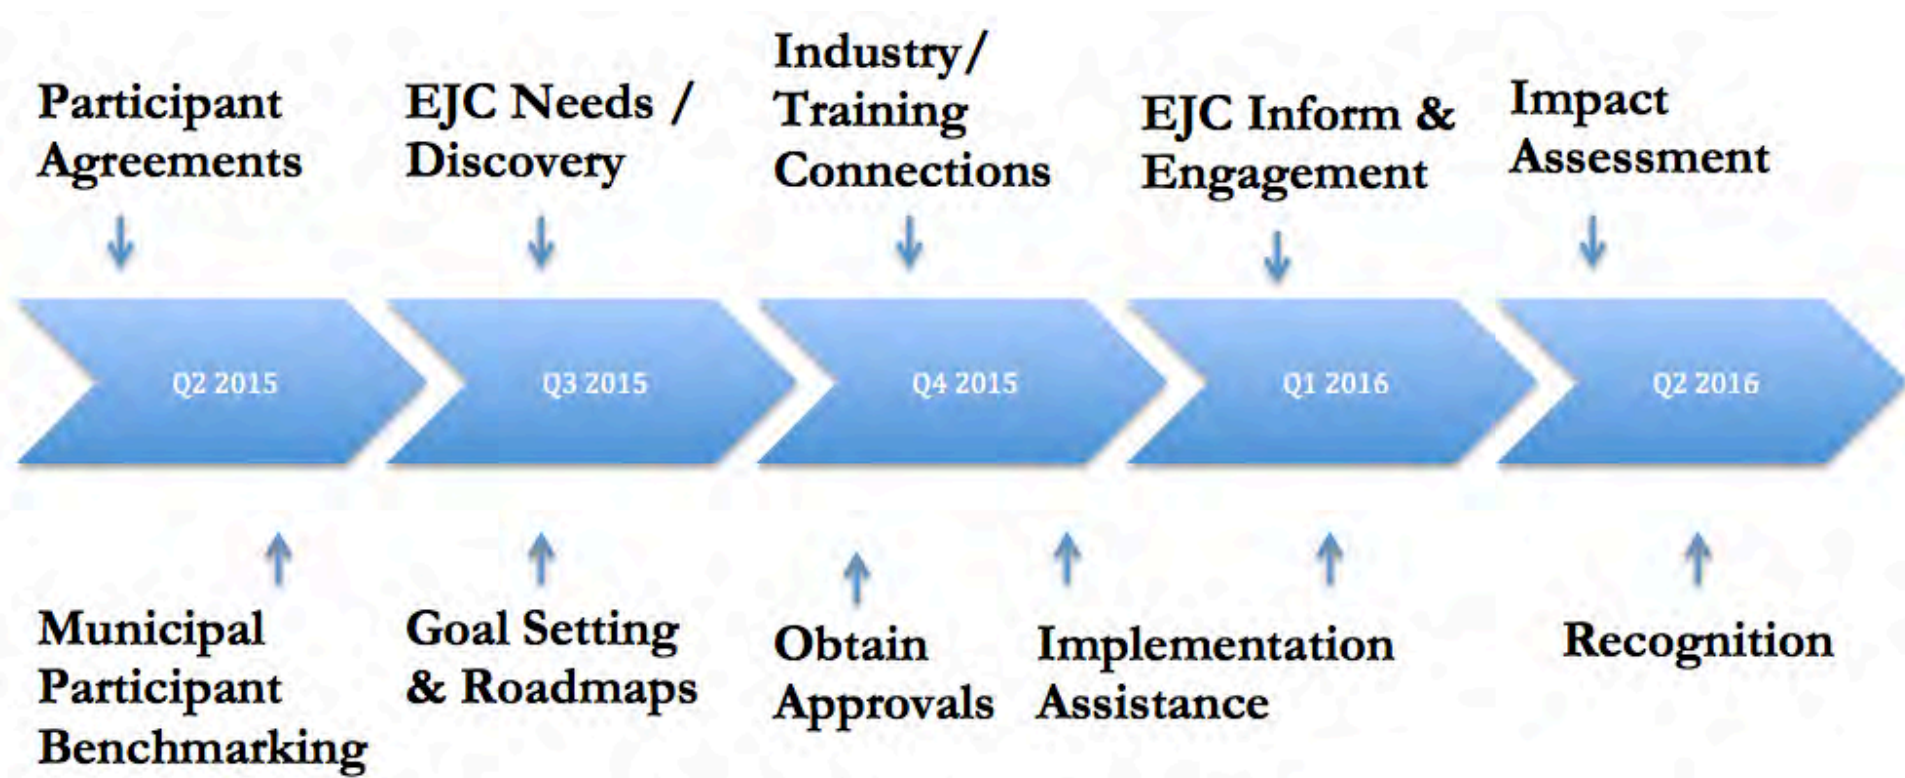 Participant
Agreements
EJC Needs /
Discovery
Industry/
Training
Connections
EJC Inform &
Engagement
Impact
Assessment
Q2 2015
Q3 2015
Q4 2015
Q1 2016
Q2 2016
Municipal
Participant
Benchmarking
Goal Setting
& Roadmaps
Obtain
Approvals
Implementation
Assistance
Recognition